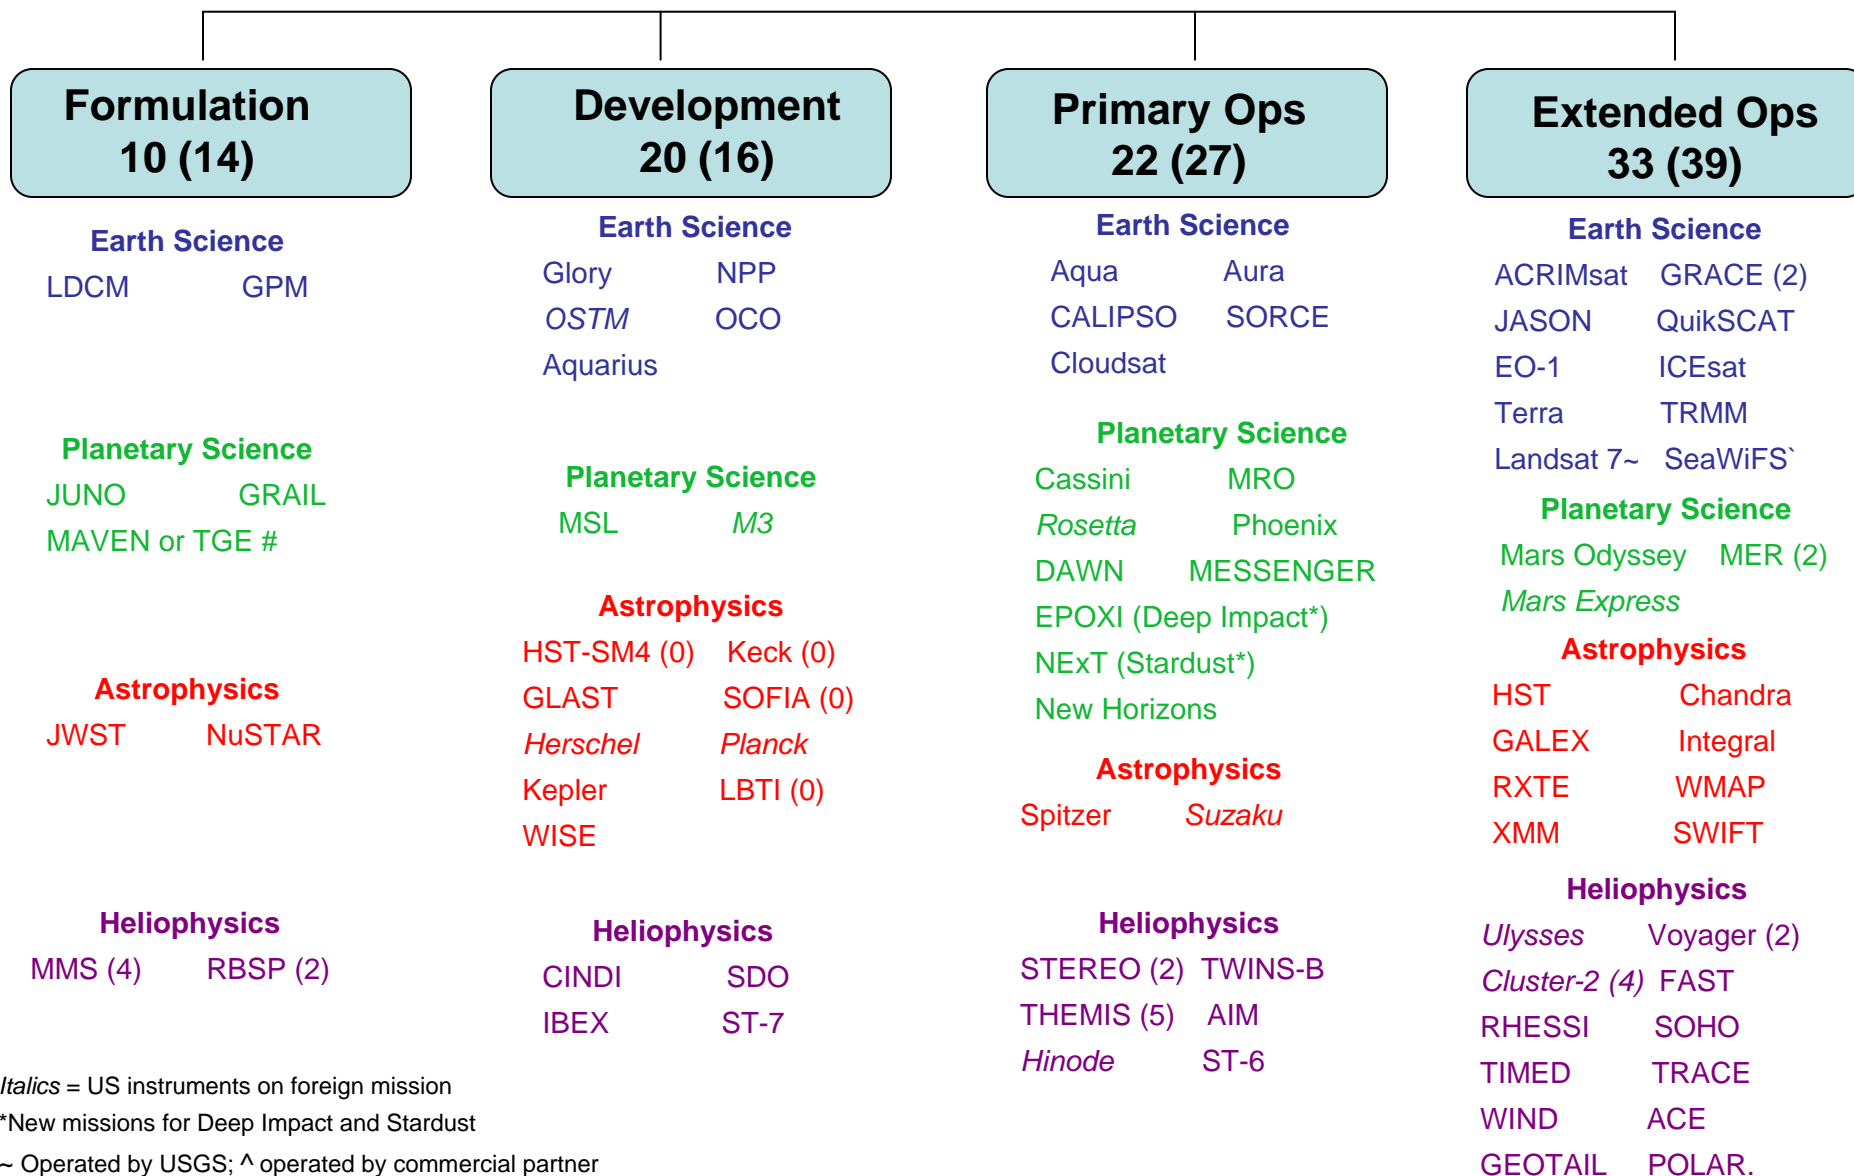 Formulation
10 (14)
Earth Science
LDCM GPM
Planetary Science
JUNO GRAIL
MAVEN or TGE #
Astrophysics
JWST NuSTAR
Heliophysics
MMS (4) RBSP (2)
Development
20 (16)
Earth Science
Glory NPP
OSTM OCO
Aquarius
Planetary Science
MSL M3
Astrophysics
HST-SM4 (0) Keck (0)
GLAST SOFIA (0)
Herschel Planck
Kepler LBTI (0)
WISE
Heliophysics
CINDI SDO
IBEX ST-7
Primary Ops
22 (27)
Earth Science
Aqua Aura
CALIPSO SORCE
Cloudsat
Planetary Science
Cassini MRO
Rosetta Phoenix
DAWN MESSENGER
EPOXI (Deep Impact*)
NExT (Stardust*)
New Horizons
Astrophysics
Spitzer Suzaku
Heliophysics
STEREO (2) TWINS-B
THEMIS (5) AIM
Hinode ST-6
Extended Ops
33 (39)
Earth Science
ACRIMsat GRACE (2)
JASON QuikSCAT
EO-1 ICEsat
Terra TRMM
Landsat 7~ SeaWiFS`
Planetary Science
Mars Odyssey MER (2)
Mars Express
Astrophysics
HST Chandra
GALEX Integral
RXTE WMAP
XMM SWIFT
Heliophysics
Ulysses Voyager (2)
Cluster-2 (4) FAST
RHESSI SOHO
TIMED TRACE
WIND ACE
GEOTAIL POLAR.
Italics = US instruments on foreign mission
*New missions for Deep Impact and Stardust
~ Operated by USGS; ^ operated by commercial partner